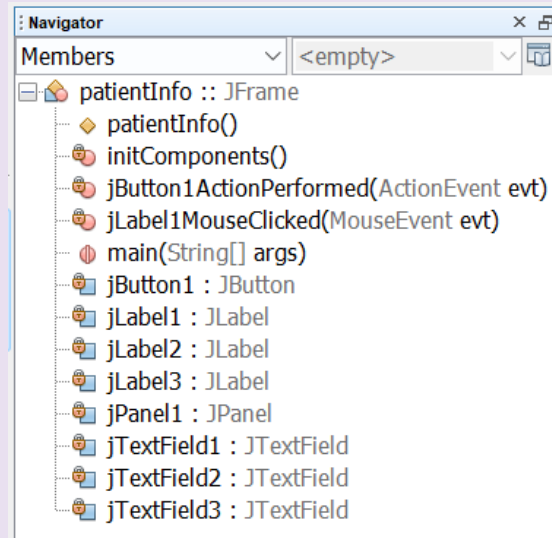 Navigator
Members <empty>
patientInfo :: JFrame
patientInfo()
initComponents()
jButton1ActionPerformed(ActionEvent evt)
jLabel1MouseClicked(MouseEvent evt)
main(String[] args)
jButton1 : JButton
jLabel1 : JLabel
jLabel2 : JLabel
jLabel3 : JLabel
jPanel1 : JPanel
jTextField1 : JTextField
jTextField2 : JTextField
jTextField3 : JTextField